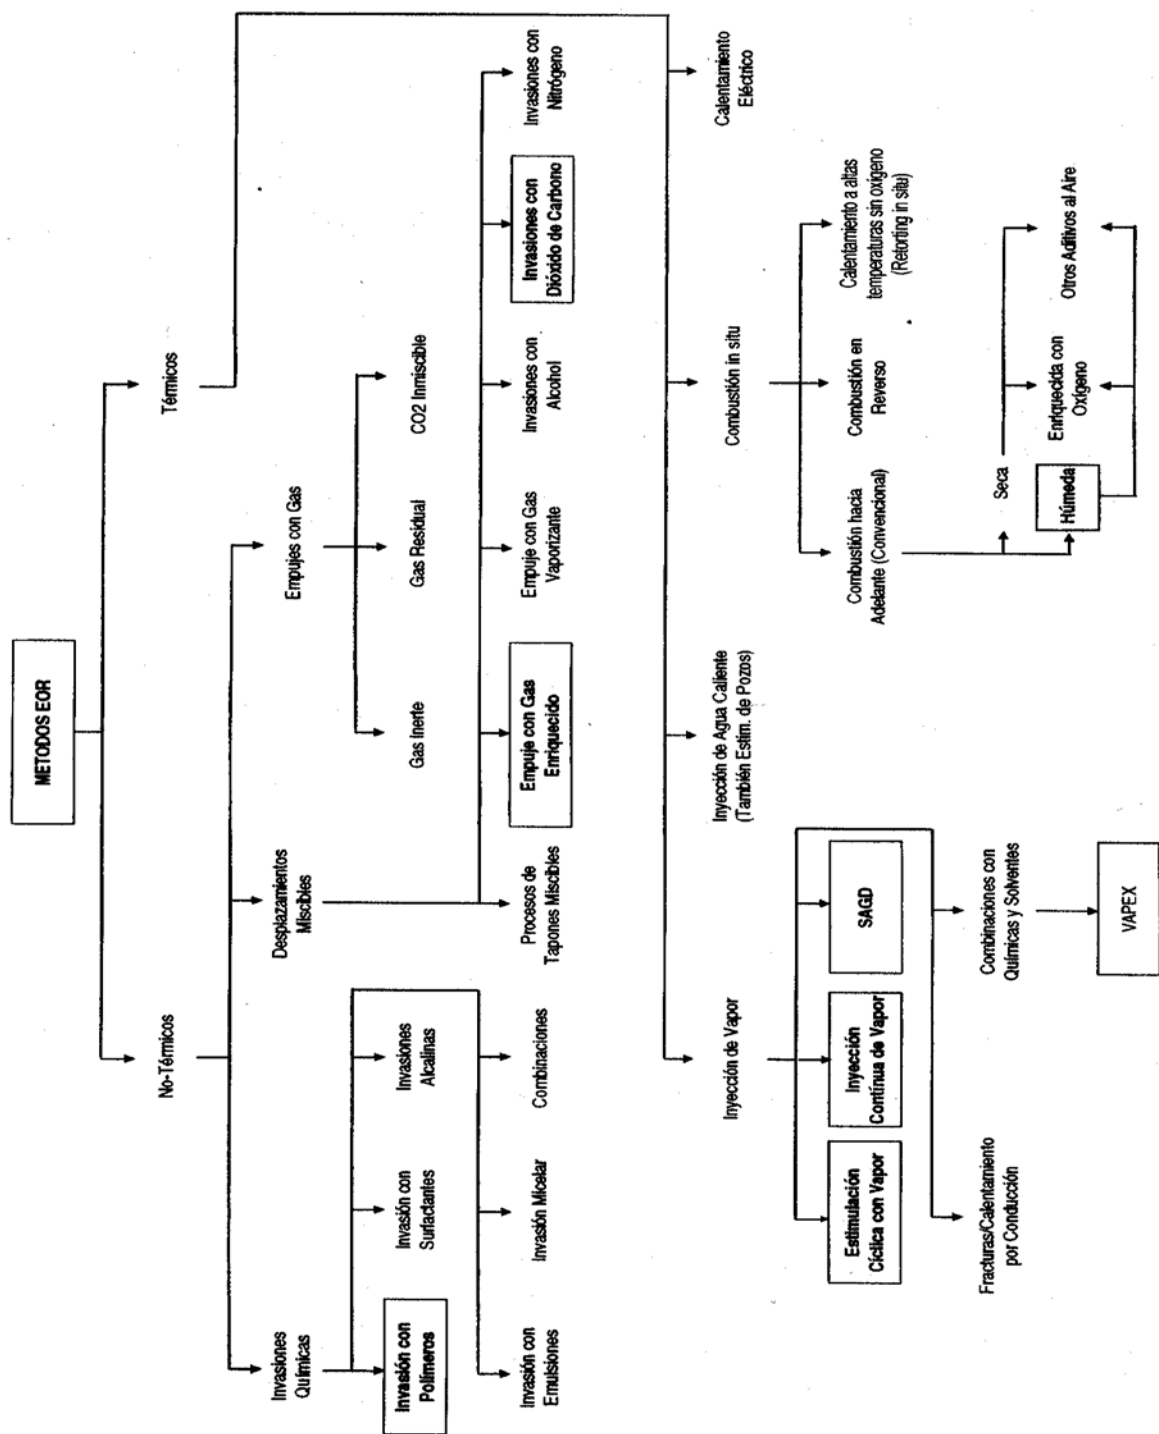 METODOS EOR
No-Térmicos
Térmicos
Invasiones
Químicas
Desplazamientos
Miscibles
Empujes con Gas
Invasión con
Polímeros
Invasión con
Surfactantes
Invasiones
Alcalinas
Gas Inerte
Gas Residual
CO2 Inmiscible
Invasión con
Emulsiones
Invasión Micelar
Combinaciones
Procesos de
Tapones Miscibles
Empuje con Gas
Enriquecido
Empuje con Gas
Vaporizante
Invasiones con
Alcohol
Invasiones con
Dióxido de Carbono
Invasiones con
Nitrógeno
Inyección de Vapor
Inyección de Agua Caliente
(También Estim. de Pozos)
Combustión in situ
Calentamiento
Eléctrico
Estimulación
Cíclica con Vapor
Inyección
Contínua de Vapor
SAGD
Combustión hacia
Adelante (Convencional)
Combustión en
Reverso
Calentamiento a altas
temperaturas sin oxígeno
(Retorting in situ)
Fracturas/Calentamiento
por Conducción
Combinaciones con
Químicas y Solventes
Seca
Húmeda
Enriquecida con
Oxígeno
Otros Aditivos al Aire
VAPEX